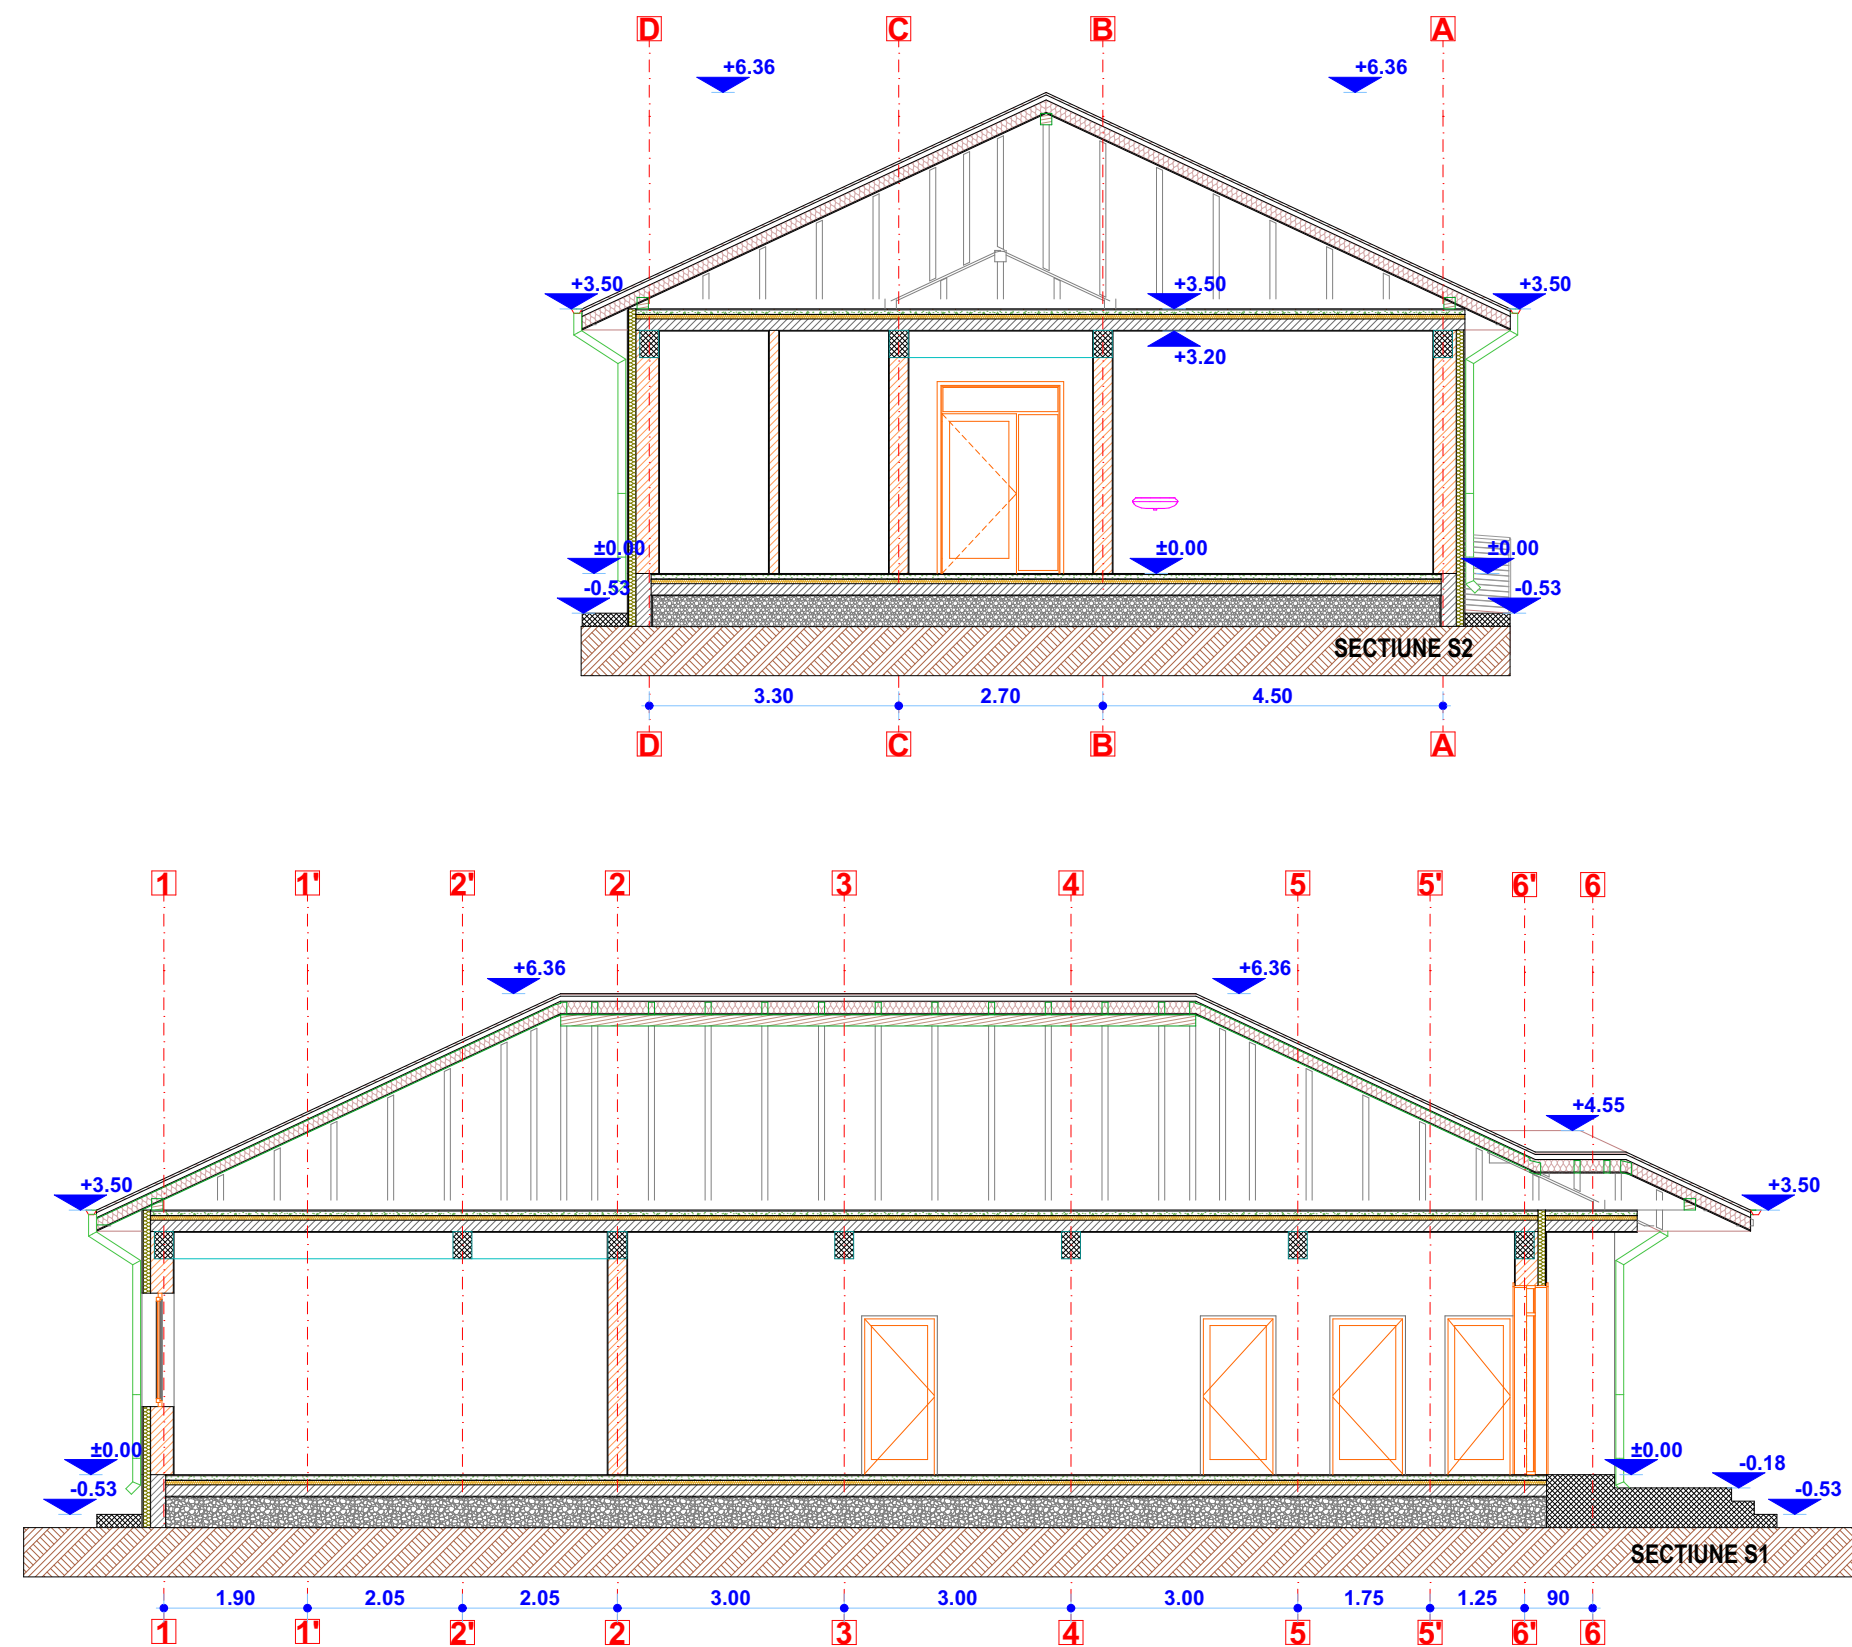 D C B A
+6.36 +6.36
+3.50 +3.50 +3.50
+3.20
±0.00 ±0.00 ±0.00
-0.53 -0.53
SECTIUNE S2
3.30 2.70 4.50
D C B A
1 1' 2' 2 3 4 5 5' 6' 6
+6.36 +6.36
+4.55
+3.50 +3.50
±0.00 ±0.00
-0.18
-0.53 -0.53
SECTIUNE S1
1.90 2.05 2.05 3.00 3.00 3.00 1.75 1.25 90
1 1' 2' 2 3 4 5 5' 6' 6